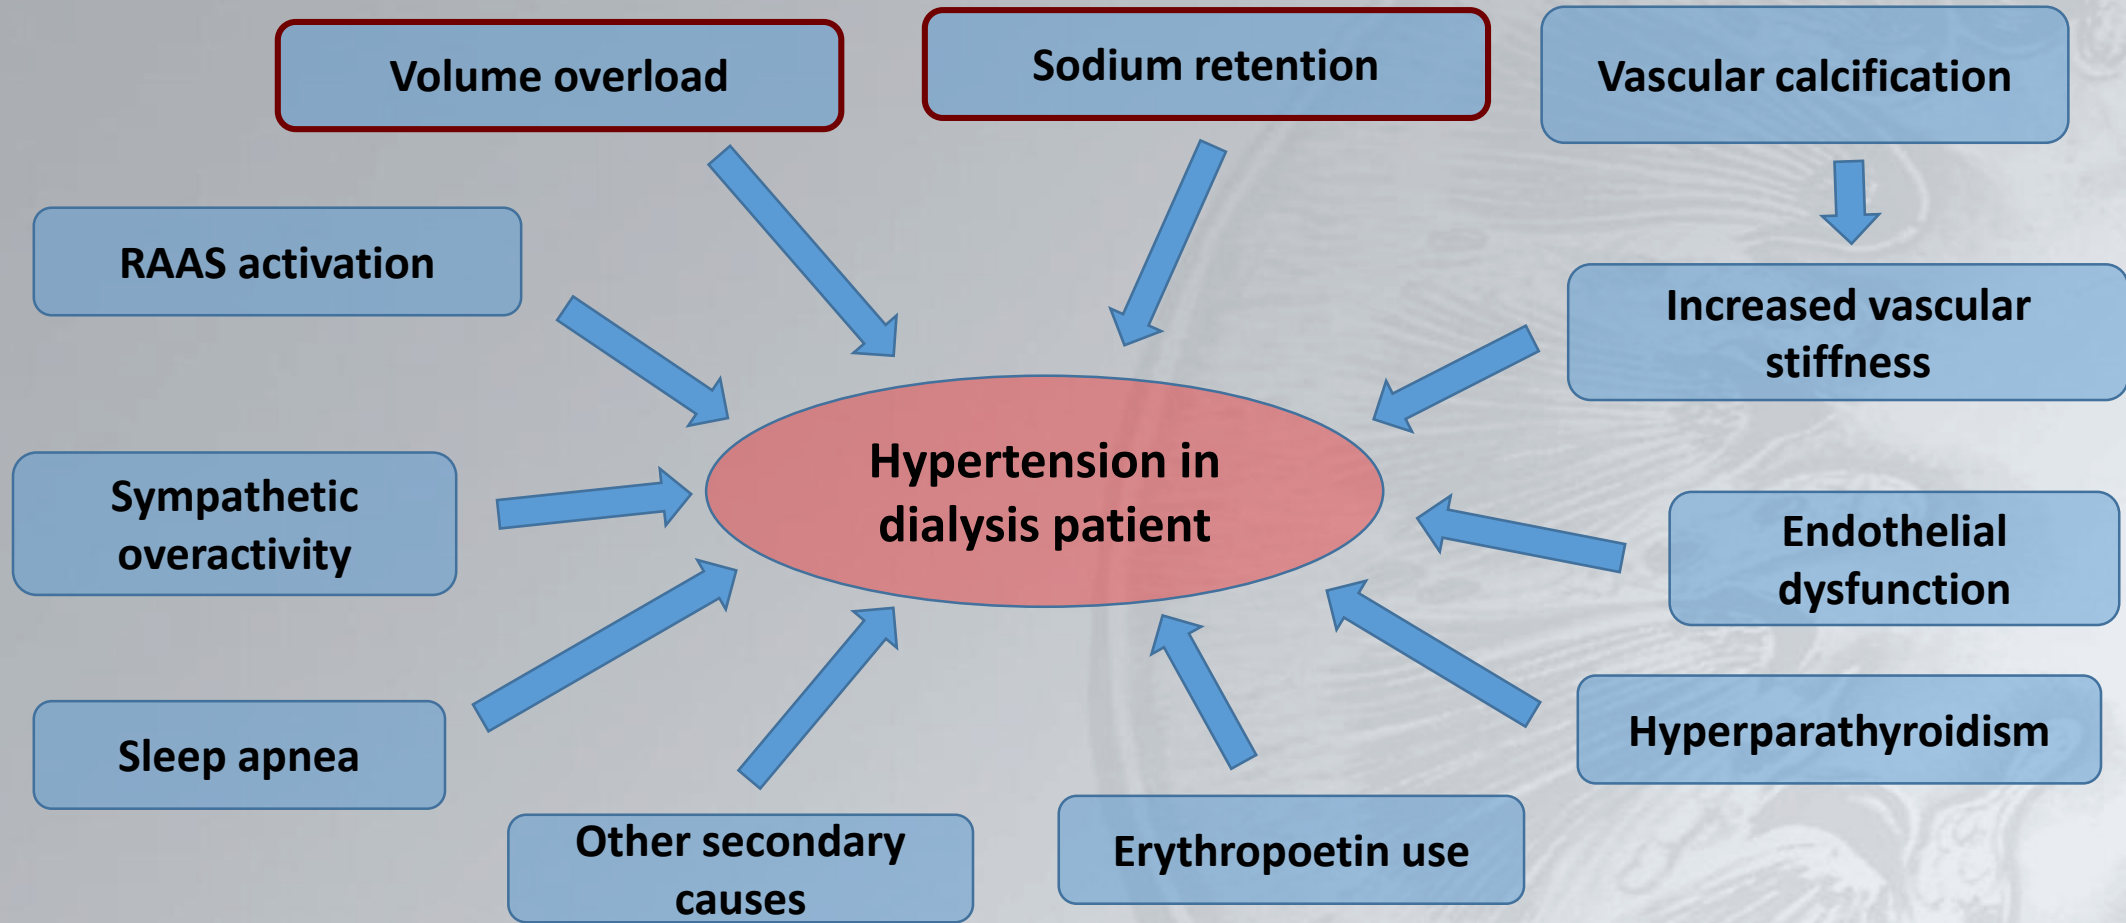 Volume overload
Sodium retention
Vascular calcification
RAAS activation
Increased vascular
stiffness
Hypertension in
dialysis patient
Sympathetic
overactivity
Endothelial
dysfunction
Sleep apnea
Hyperparathyroidism
Other secondary
causes
Erythropoetin use